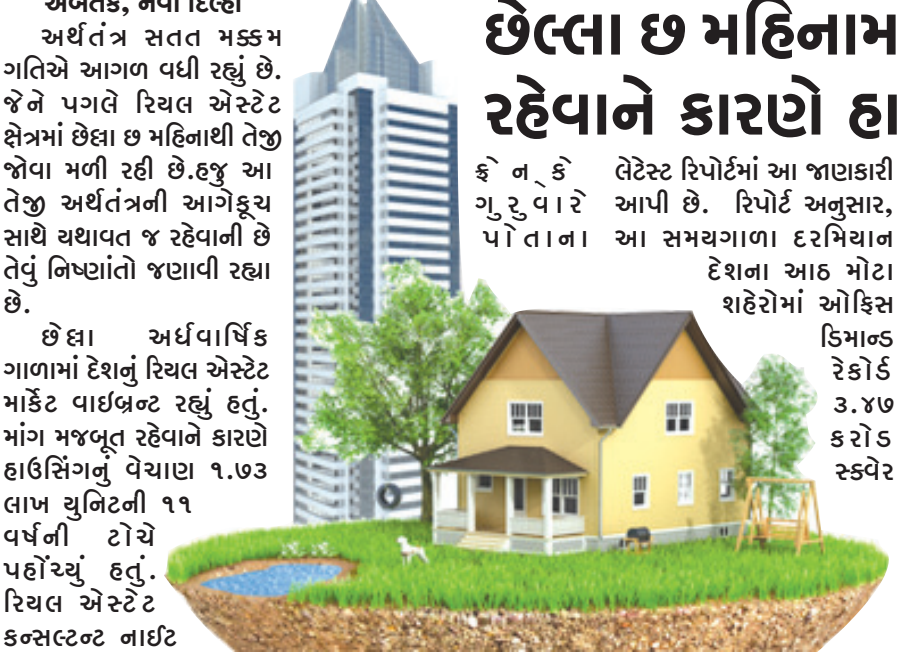 અબતક, નવી દિલ્હી
અર્થતંત્ર સતત મક્કમ
ગતિએ આગળ વધી રહ્યું છે.
જેને પગલે રિયલ એસ્ટેટ
ક્ષેત્રમાં છેલ્લા છ મહિનાથી તેજી
જોવા મળી રહી છે.હજુ આ
તેજી અર્થતંત્રની આગેકૂચ
સાથે યથાવત જ રહેવાની છે
તેવું નિષ્ણાંતો જણાવી રહ્યા
છે.
છેલ્લા અર્ધવાર્ષિક
ગાળામાં દેશનું રિયલ એસ્ટેટ
માર્કેટ વાઇબ્રન્ટ રહ્યું હતું.
માંગ મજબૂત રહેવાને કારણે
હાઉસિંગનું વેચાણ ૧.૭૩
લાખ યુનિટની ૧૧
વર્ષની ટોચે
પહોંચ્યું હતું.
રિયલ એસ્ટેટ
કન્સલ્ટન્ટ નાઈટ
છેલ્લા છ મહિનામ
રહેવાને કારણે હા
ફ્રેન્કે
ગુરુવારે
પોતાના
લેટેસ્ટ રિપોર્ટમાં આ જાણકારી
આપી છે. રિપોર્ટ અનુસાર,
આ સમયગાળા દરમિયાન
દેશના આઠ મોટા
શહેરોમાં ઓફિસ
ડિમાન્ડ
રેકોર્ડ
૩.૪૭
કરોડ
સ્ક્વેર